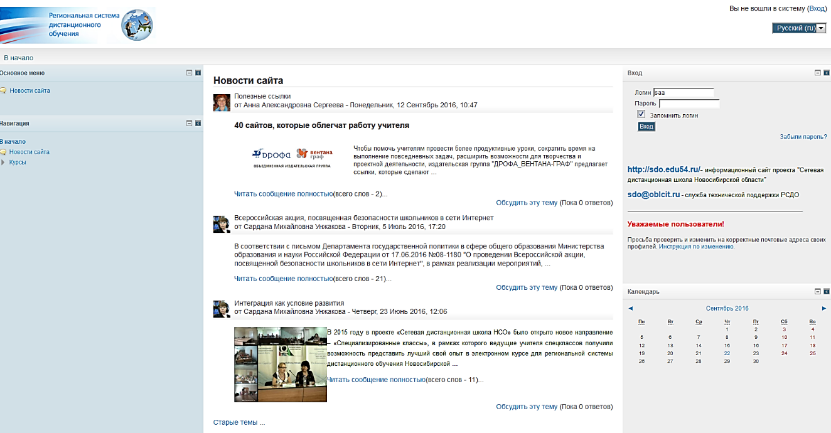 Региональная система
дистанционного
обучения
Вы не вошли в систему (Вход)
Русский (ru)
В начало
Основное меню
Новости сайта
Навигация
В начало
Новости сайта
Курсы
Новости сайта
Полезные ссылки
от Анна Александровна Сергеева - Понедельник, 12 Сентябрь 2016, 10:47
40 сайтов, которые облегчат работу учителя
ДРОФА вентана граф
ОБЪЕДИНЕННАЯ ИЗДАТЕЛЬСКАЯ ГРУППА
Чтобы помочь учителям провести более продуктивные уроки, сократить время на
выполнение повседневных задач, расширить возможности для творчества и
проектной деятельности, издательская группа "ДРОФА_ВЕНТАНА-ГРАФ" предлагает
ссылки, которые сделают ...
Читать сообщение полностью(всего слов - 2)...
Обсудить эту тему (Пока 0 ответов)
Всероссийская акция, посвященная безопасности школьников в сети Интернет
от Сардана Михайловна Унжакова - Вторник, 5 Июль 2016, 17:20
В соответствии с письмом Департамента государственной политики в сфере общего образования Министерства
образования и науки Российской Федерации от 17.06.2016 №08-1180 "О проведении Всероссийской акции,
посвященной безопасности школьников в сети Интернет", в рамках реализации мероприятий, ...
Читать сообщение полностью(всего слов - 21)...
Обсудить эту тему (Пока 0 ответов)
Интеграция как условие развития
от Сардана Михайловна Унжакова - Четверг, 23 Июнь 2016, 12:06
В 2015 году в проекте «Сетевая дистанционная школа НСО» было открыто новое направление
– «Специализированные классы», в рамках которого ведущие учителя спецклассов получили
возможность представить лучший свой опыт в электронном курсе для региональной системы
дистанционного обучения Новосибирской ...
Читать сообщение полностью(всего слов - 11)...
Обсудить эту тему (Пока 0 ответов)
Старые темы ...
Вход
Логин saa
Пароль
Запомнить логин
Вход
Забыли пароль?
http://sdo.edu54.ru/- информационный сайт проекта "Сетевая
дистанционная школа Новосибирской области"
sdo@oblcit.ru - служба технической поддержки РСДО
Уважаемые пользователи!
Просьба проверить и изменить на корректные почтовые адреса своих
профилей. Инструкция по изменению.
Календарь
◄ Сентябрь 2016 ►
Пн Вт Ср Чт Пт Сб Вс
1 2 3 4
5 6 7 8 9 10 11
12 13 14 15 16 17 18
19 20 21 22 23 24 25
26 27 28 29 30